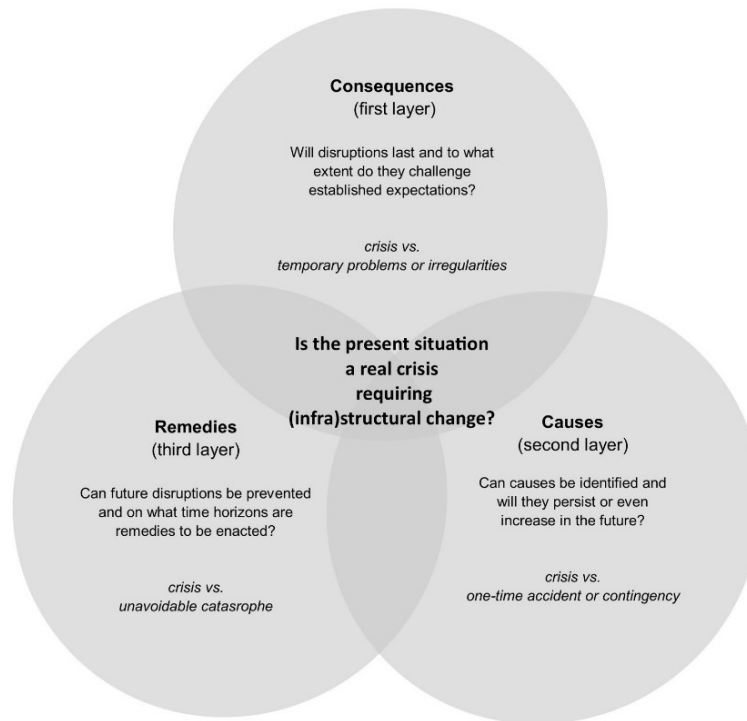 Consequences
(first layer)
Will disruptions last and to what
extent do they challenge
established expectations?
crisis vs.
temporary problems or irregularities
Is the present situation
a real crisis
requiring
(infra)structural change?
Remedies
(third layer)
Can future disruptions be prevented
and on what time horizons are
remedies to be enacted?
crisis vs.
unavoidable catasrophe
Causes
(second layer)
Can causes be identified and
will they persist or even
increase in the future?
crisis vs.
one-time accident or contingency